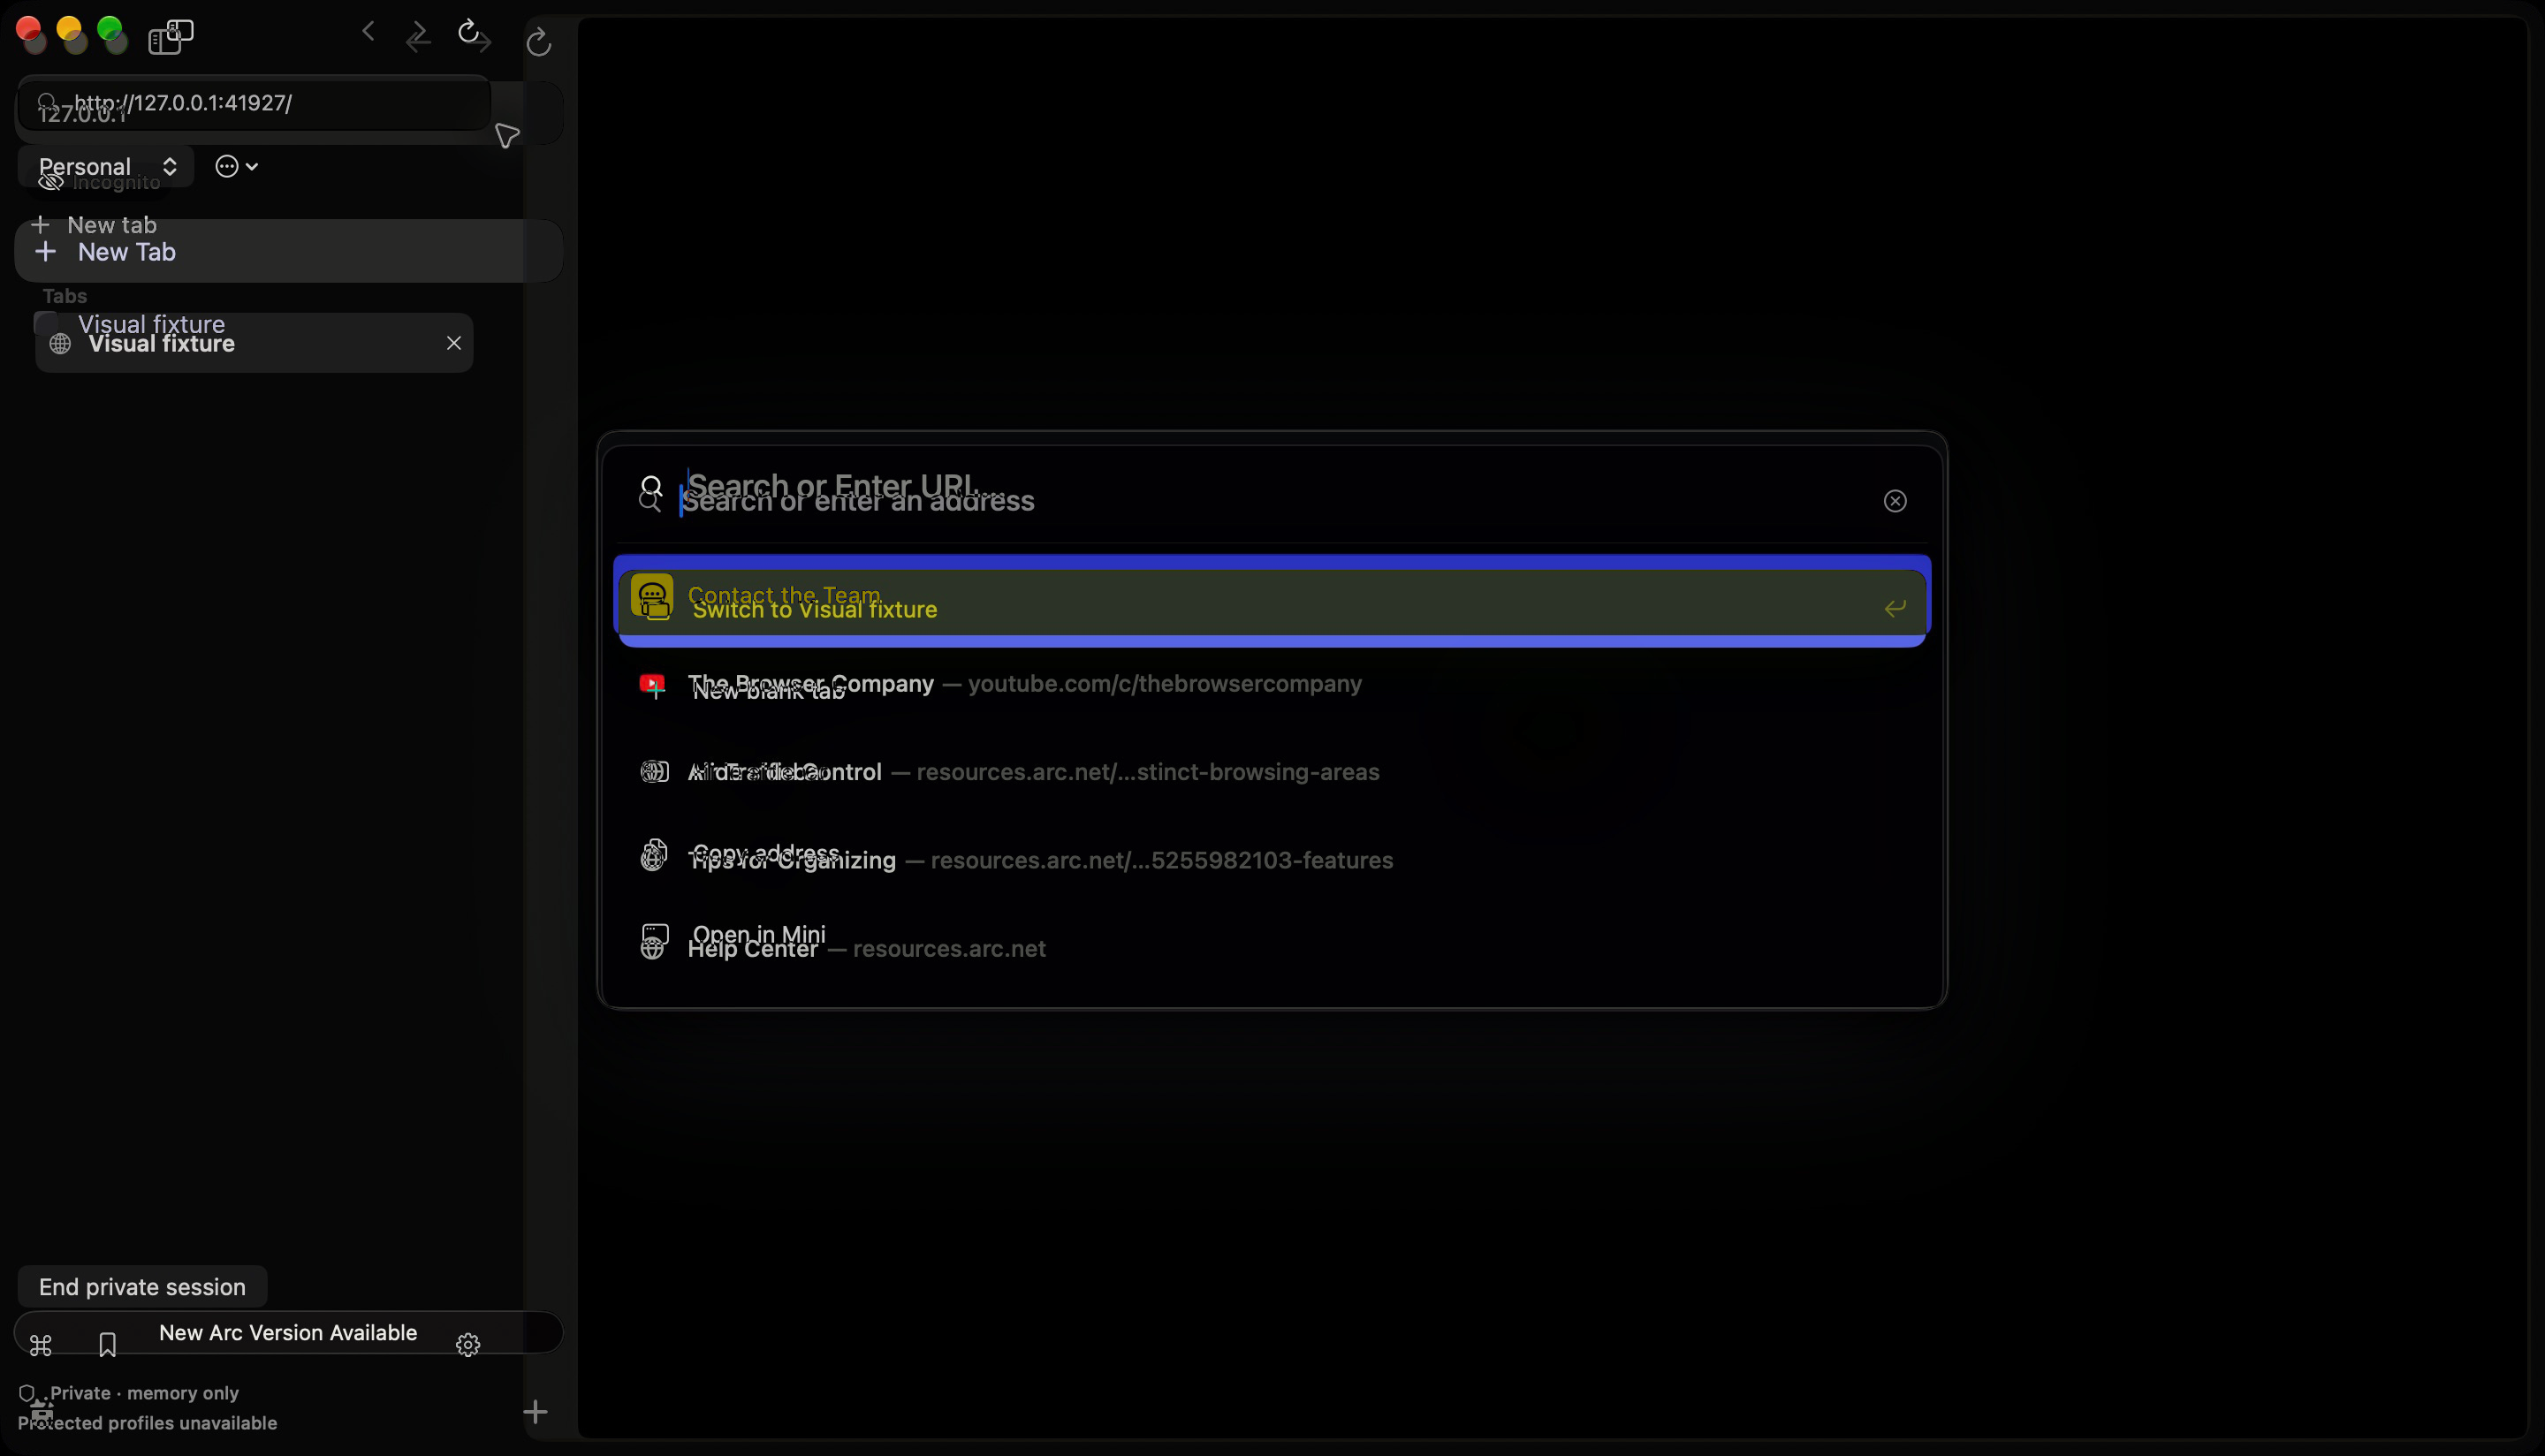 http://127.0.0.1:41927/
127.0.0.1
Personal
Incognito
New tab
New Tab
Tabs
Visual fixture
Visual fixture
Search or Enter URL...
Search or enter an address
Contact the Team
Switch to Visual fixture
The Browser Company — youtube.com/c/thebrowsercompany
New blank tab
Air Traffic Control — resources.arc.net/...stinct-browsing-areas
Copy address
Tips for Organizing — resources.arc.net/...5255982103-features
Open in Mini
Help Center — resources.arc.net
End private session
New Arc Version Available
Private · memory only
Protected profiles unavailable